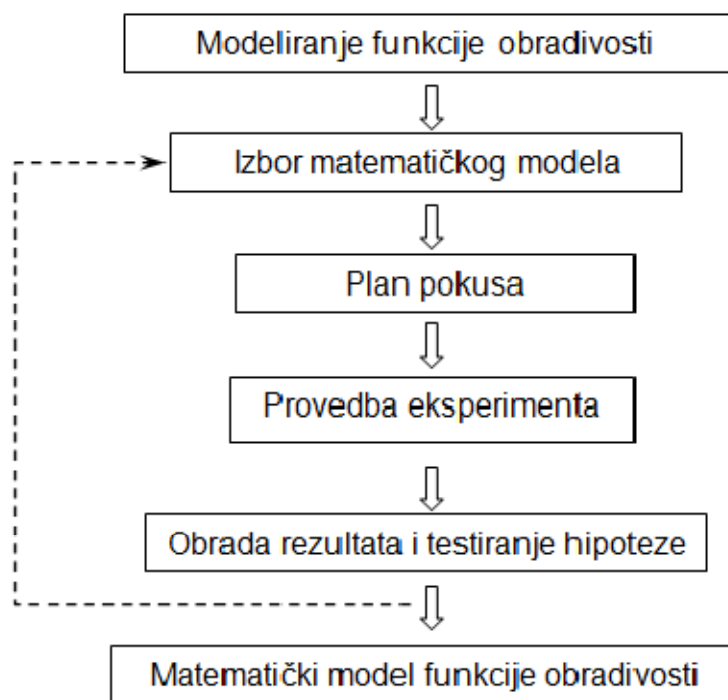 Modeliranje funkcije obradivosti
Izbor matematičkog modela
Plan pokusa
Provedba eksperimenta
Obrada rezultata i testiranje hipoteze
Matematički model funkcije obradivosti